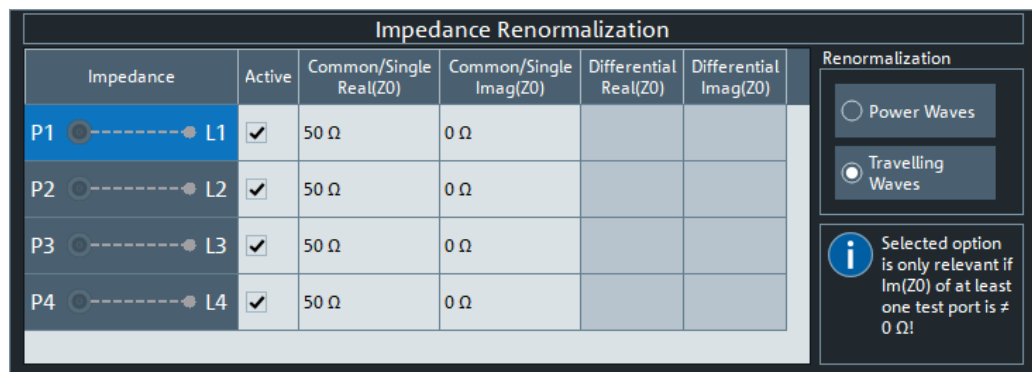 Impedance Renormalization
Impedance Active Common/Single Real(Z0) Common/Single Imag(Z0) Differential Real(Z0) Differential Imag(Z0)
P1 L1 50 Ω 0 Ω
P2 L2 50 Ω 0 Ω
P3 L3 50 Ω 0 Ω
P4 L4 50 Ω 0 Ω
Renormalization
Power Waves
Travelling
Waves
i
Selected option
is only relevant if
Im(Z0) of at least
one test port is ≠
0 Ω!